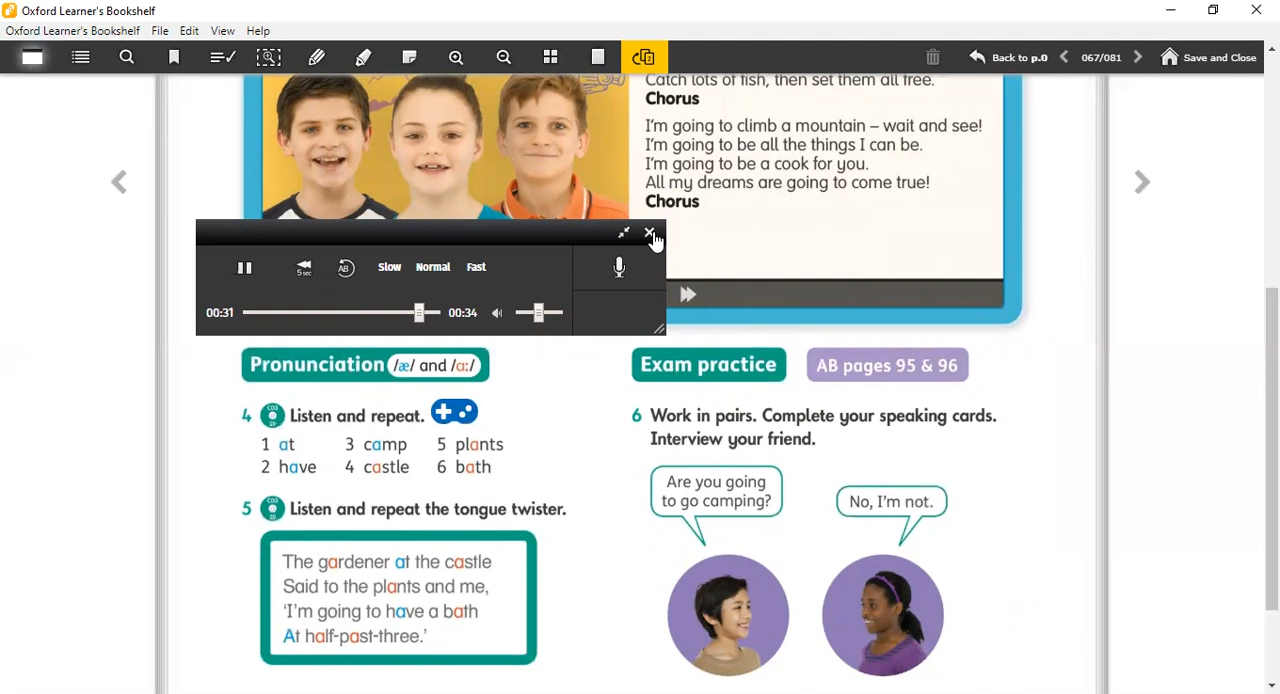 Oxford Learner's Bookshelf
Oxford Learner's Bookshelf File Edit View Help
Back to p.0 067/081 Save and Close
Catch lots of fish, then set them all free.
Chorus
I'm going to climb a mountain – wait and see!
I'm going to be all the things I can be.
I'm going to be a cook for you.
All my dreams are going to come true!
Chorus
5 sec AB Slow Normal Fast
00:31 00:34
Pronunciation /æ/ and /ɑː/
4 Listen and repeat.
1 at 3 camp 5 plants
2 have 4 castle 6 bath
5 Listen and repeat the tongue twister.
The gardener at the castle
Said to the plants and me,
'I'm going to have a bath
At half-past-three.'
Exam practice AB pages 95 & 96
6 Work in pairs. Complete your speaking cards.
Interview your friend.
Are you going
to go camping?
No, I'm not.